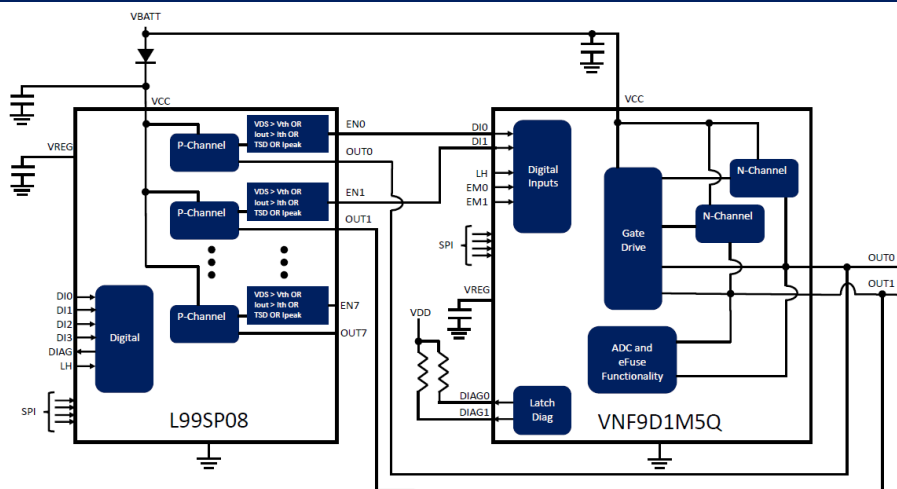 VBATT
VCC
VREG
P-Channel
VDS > Vth OR
Iout > Ith OR
TSD OR Ipeak
EN0
OUT0
P-Channel
VDS > Vth OR
Iout > Ith OR
TSD OR Ipeak
EN1
OUT1
P-Channel
VDS > Vth OR
Iout > Ith OR
TSD OR Ipeak
EN7
OUT7
DI0
DI1
DI2
DI3
DIAG
LH
Digital
SPI
L99SP08
VCC
DI0
DI1
LH
EM0
EM1
Digital
Inputs
SPI
VREG
VDD
Gate
Drive
N-Channel
N-Channel
OUT0
OUT1
ADC and
eFuse
Functionality
DIAG0
DIAG1
Latch
Diag
VNF9D1M5Q